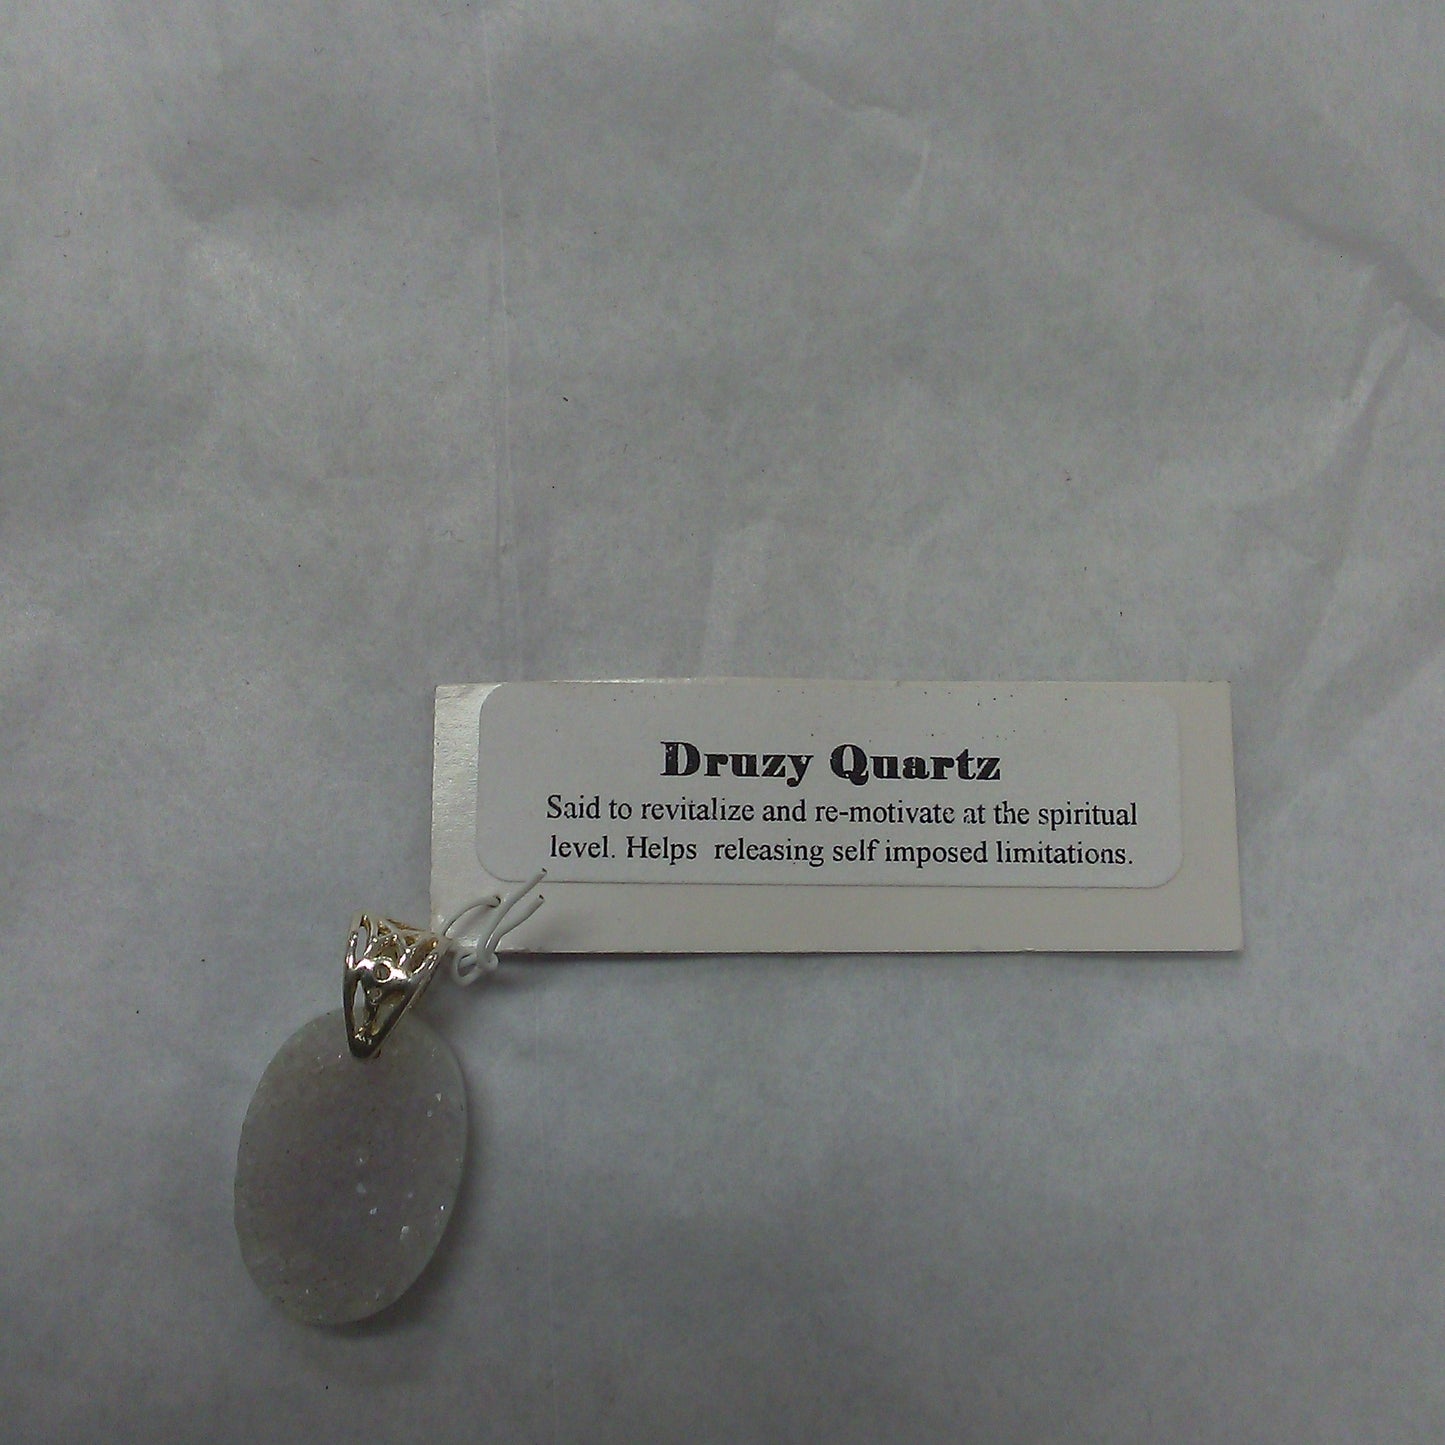 Druzy Quartz
Said to revitalize and re-motivate at the spiritual
level. Helps releasing self imposed limitations.